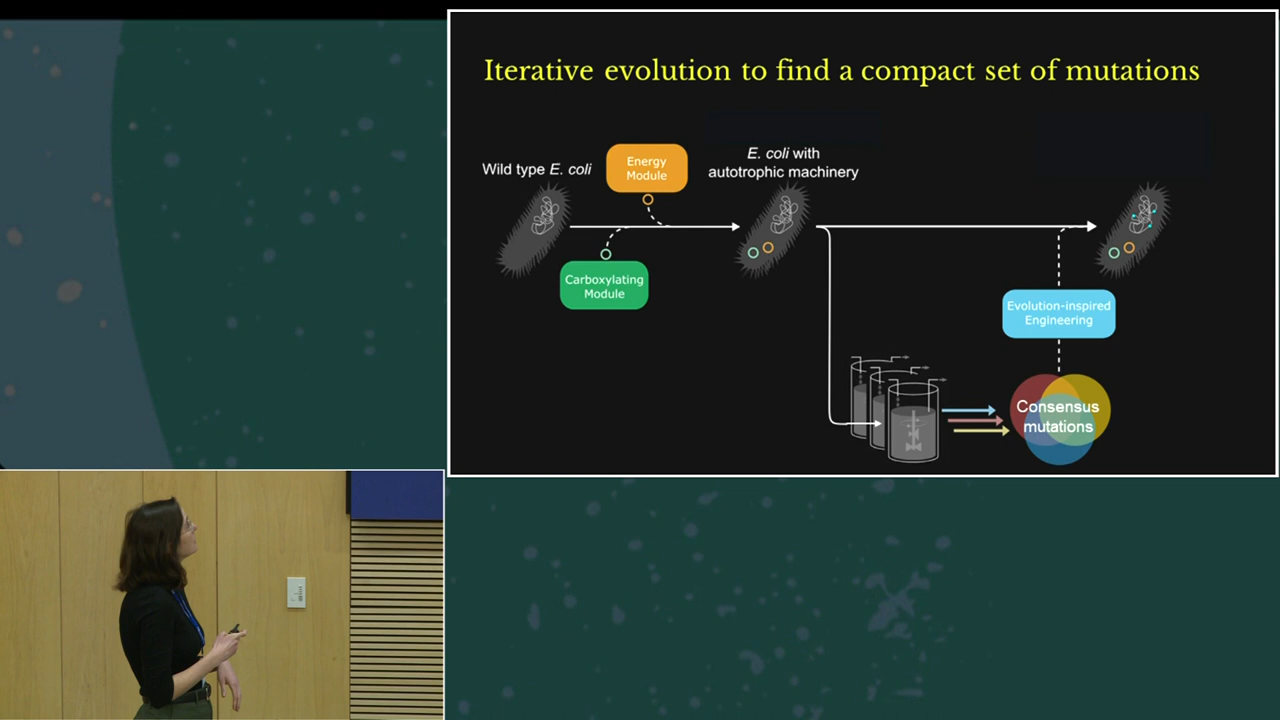 Iterative evolution to find a compact set of mutations
Wild type E. coli
Energy
Module
E. coli with
autotrophic machinery
Carboxylating
Module
Evolution-inspired
Engineering
Consensus
mutations